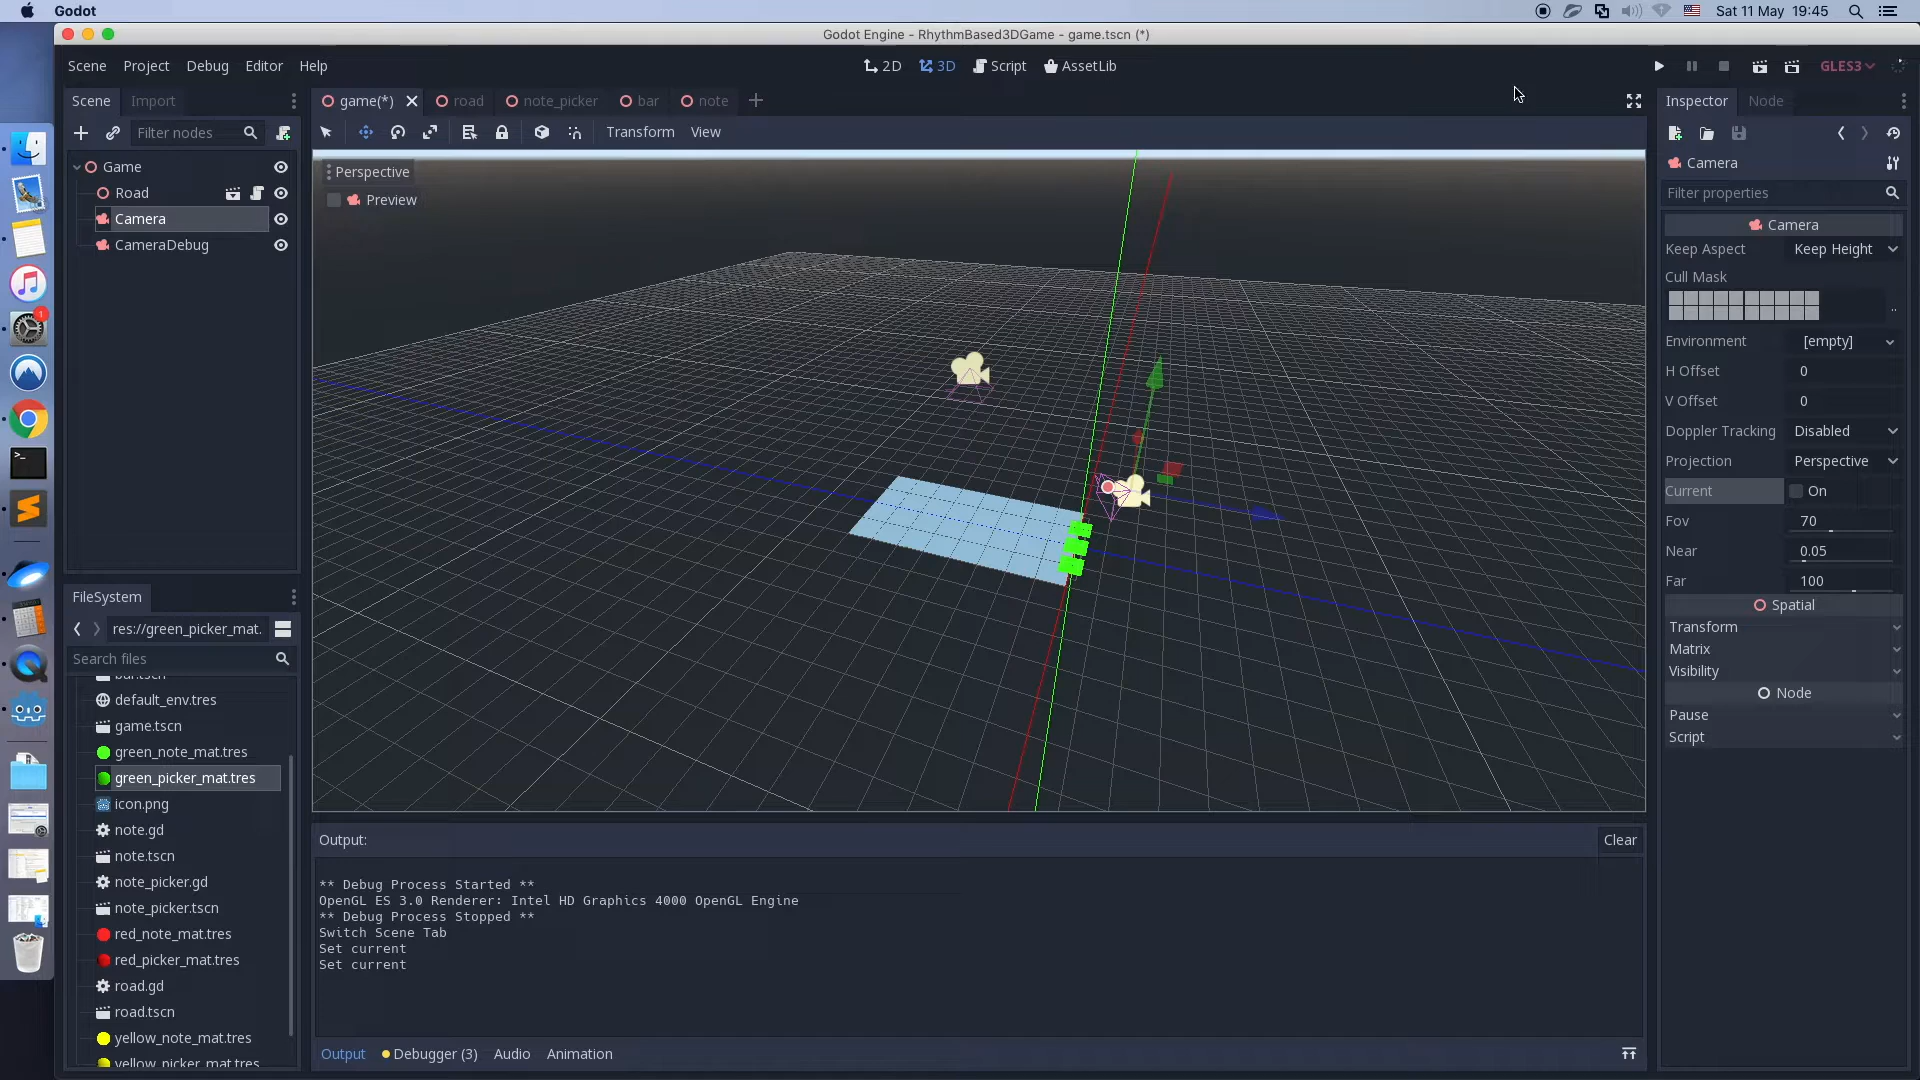 Godot
Sat 11 May 19:45
Godot Engine - RhythmBased3DGame - game.tscn (*)
Scene Project Debug Editor Help
2D 3D Script AssetLib
GLES3
Scene Import
game(*) road note_picker bar note
Inspector Node
Filter nodes
Transform View
Game
Road
Camera
CameraDebug
Perspective
Preview
Camera
Filter properties
Camera
Keep Aspect Keep Height
Cull Mask
..
Environment [empty]
H Offset 0
V Offset 0
Doppler Tracking Disabled
Projection Perspective
Current On
Fov 70
Near 0.05
Far 100
Spatial
Transform
Matrix
Visibility
Node
Pause
Script
FileSystem
res://green_picker_mat.
Search files
bar.tscn
default_env.tres
game.tscn
green_note_mat.tres
green_picker_mat.tres
icon.png
note.gd
note.tscn
note_picker.gd
note_picker.tscn
red_note_mat.tres
red_picker_mat.tres
road.gd
road.tscn
yellow_note_mat.tres
yellow_picker_mat.tres
Output:
Clear
** Debug Process Started **
OpenGL ES 3.0 Renderer: Intel HD Graphics 4000 OpenGL Engine
** Debug Process Stopped **
Switch Scene Tab
Set current
Set current
Output Debugger (3) Audio Animation
1